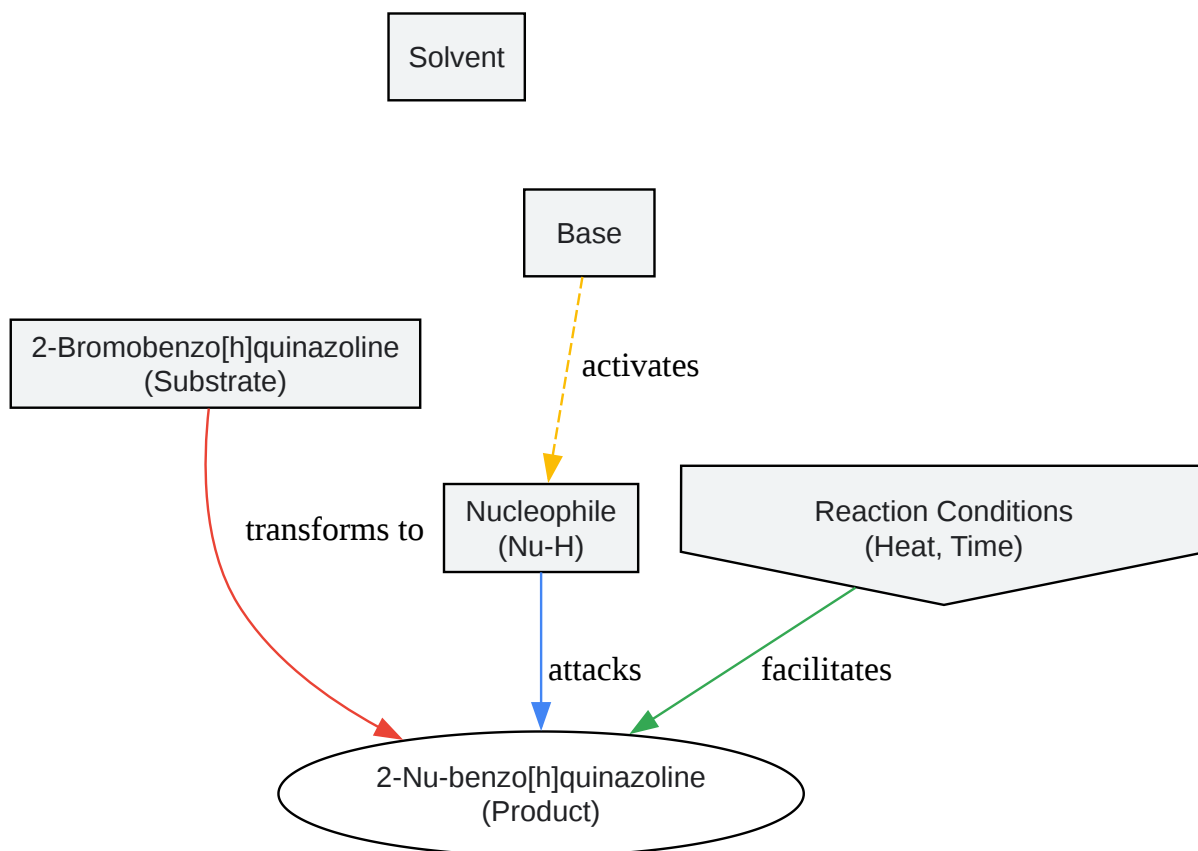 Solvent
Base
activates
2-Bromobenzo[h]quinazoline
(Substrate)
transforms to
Nucleophile
(Nu-H)
Reaction Conditions
(Heat, Time)
attacks
facilitates
2-Nu-benzo[h]quinazoline
(Product)